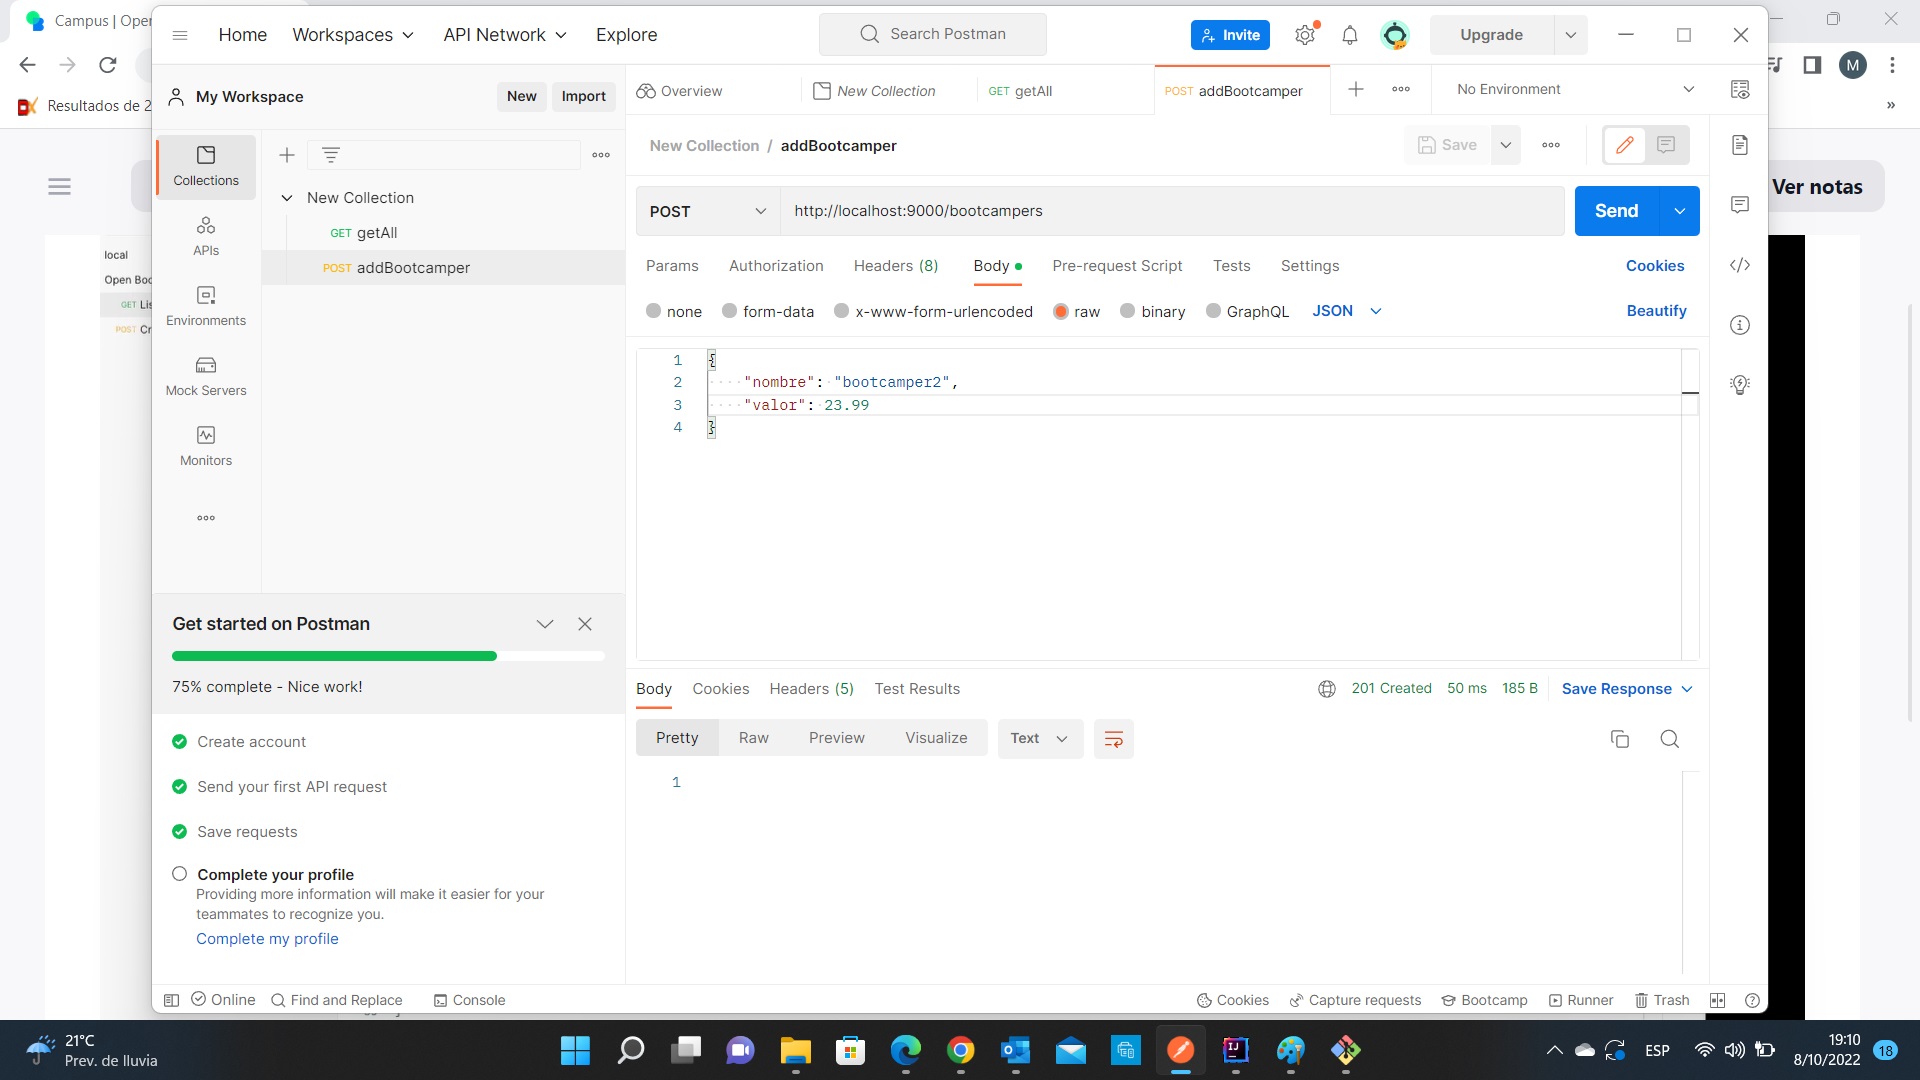 Campus | Oper
Home
Workspaces
API Network
Explore
Search Postman
Invite
Upgrade
M
Resultados de 2
»
My Workspace
New
Import
Overview
New Collection
GET getAll
POST addBootcamper
No Environment
New Collection / addBootcamper
Save
Ver notas
Collections
APIs
Environments
Mock Servers
Monitors
New Collection
GET getAll
POST addBootcamper
local
Open Boo
GET Lis
POST Cr
POST
http://localhost:9000/bootcampers
Send
Params
Authorization
Headers (8)
Body
Pre-request Script
Tests
Settings
Cookies
none
form-data
x-www-form-urlencoded
raw
binary
GraphQL
JSON
Beautify
1 {
2 "nombre": "bootcamper2",
3 "valor": 23.99
4 }
Get started on Postman
75% complete - Nice work!
Create account
Send your first API request
Save requests
Complete your profile
Providing more information will make it easier for your
teammates to recognize you.
Complete my profile
Body
Cookies
Headers (5)
Test Results
201 Created
50 ms
185 B
Save Response
Pretty
Raw
Preview
Visualize
Text
1
Online
Find and Replace
Console
Cookies
Capture requests
Bootcamp
Runner
Trash
21°C
Prev. de lluvia
IJ
ESP
19:10
8/10/2022
18